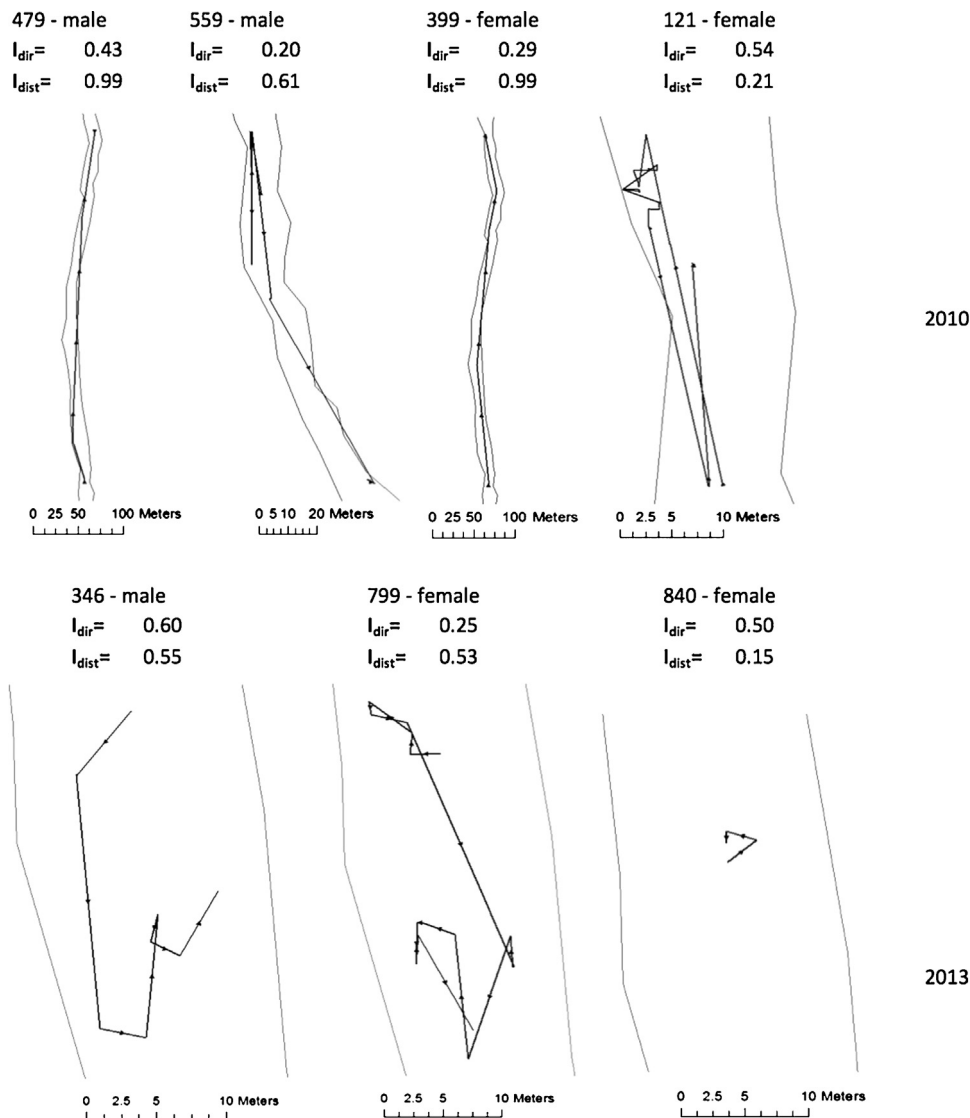 479 - male
Idir= 0.43
Idist= 0.99
559 - male
Idir= 0.20
Idist= 0.61
399 - female
Idir= 0.29
Idist= 0.99
121 - female
Idir= 0.54
Idist= 0.21
2010
0 25 50 100 Meters
0 5 10 20 Meters
0 25 50 100 Meters
0 2.5 5 10 Meters
346 - male
Idir= 0.60
Idist= 0.55
799 - female
Idir= 0.25
Idist= 0.53
840 - female
Idir= 0.50
Idist= 0.15
2013
0 2.5 5 10 Meters
0 2.5 5 10 Meters
0 2.5 5 10 Meters